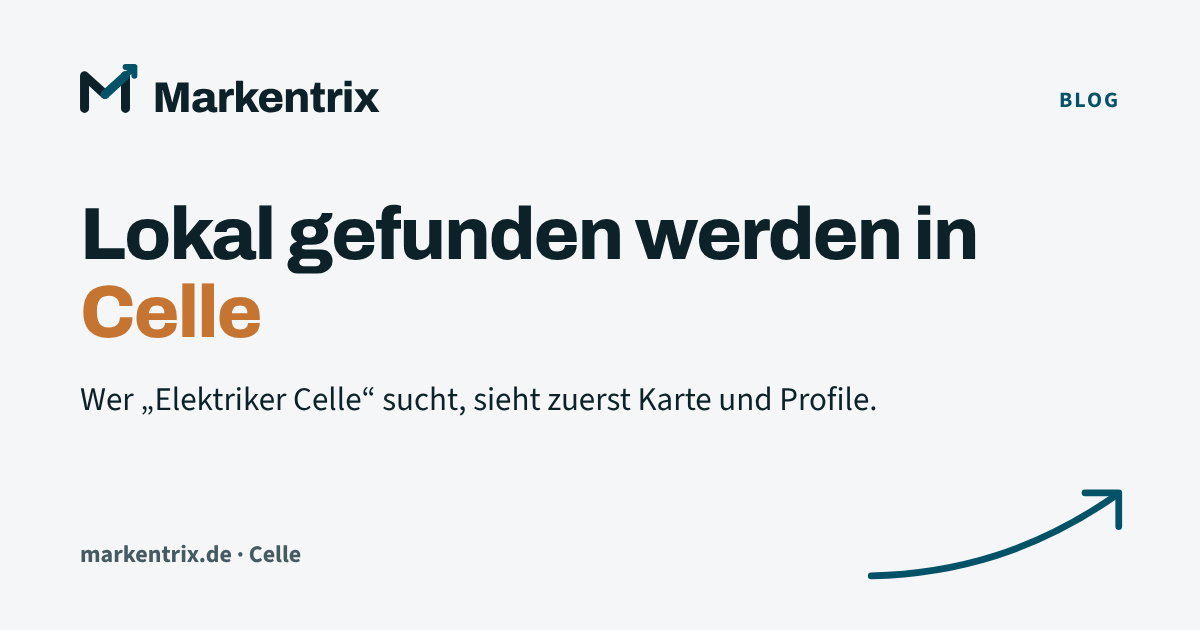 Markentrix
BLOG
Lokal gefunden werden in
Celle
Wer „Elektriker Celle“ sucht, sieht zuerst Karte und Profile.
markentrix.de · Celle